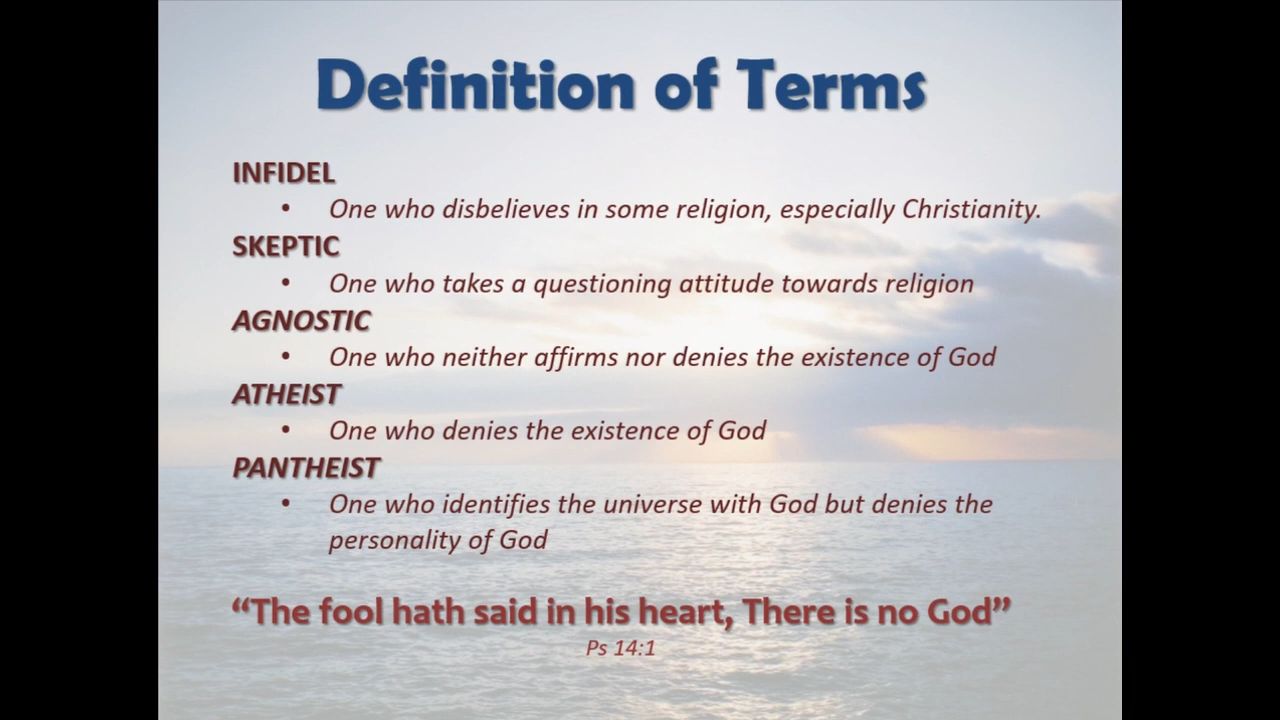 Definition of Terms
INFIDEL
• One who disbelieves in some religion, especially Christianity.
SKEPTIC
• One who takes a questioning attitude towards religion
AGNOSTIC
• One who neither affirms nor denies the existence of God
ATHEIST
• One who denies the existence of God
PANTHEIST
• One who identifies the universe with God but denies the
personality of God
“The fool hath said in his heart, There is no God”
Ps 14:1